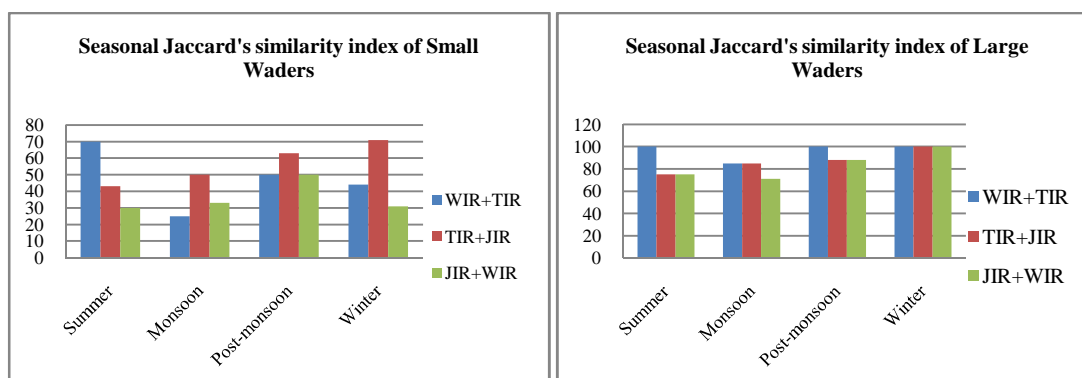 Seasonal Jaccard's similarity index of Small
Waders
80
70
60
50
40
30
20
10
0
Summer
Monsoon
Post-monsoon
Winter
WIR+TIR
TIR+JIR
JIR+WIR
Seasonal Jaccard's similarity index of Large
Waders
120
100
80
60
40
20
0
Summer
Monsoon
Post-monsoon
Winter
WIR+TIR
TIR+JIR
JIR+WIR